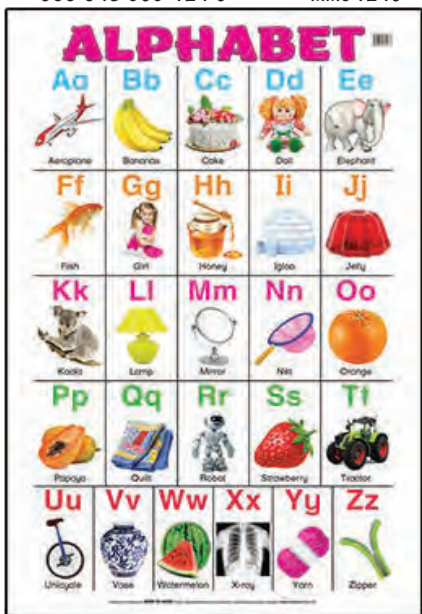 ALPHABET
Aa Bb Cc Dd Ee
Aeroplane Bananas Cake Doll Elephant
Ff Gg Hh Ii Jj
Fish Girl Honey Igloo Jelly
Kk Ll Mm Nn Oo
Koala Lamp Mirror Net Orange
Pp Qq Rr Ss Tt
Papaya Quilt Robot Strawberry Tractor
Uu Vv Ww Xx Yy Zz
Unicycle Vase Watermelon X-ray Yarn Zipper